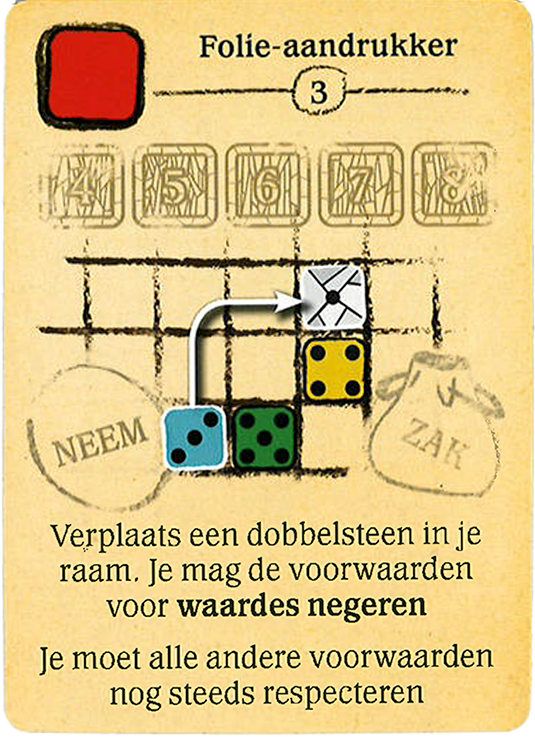 Folie-aandrukker
3
4 5 6 7 8
NEEM
ZAK
Verplaats een dobbelsteen in je
raam. Je mag de voorwaarden
voor waardes negeren
Je moet alle andere voorwaarden
nog steeds respecteren